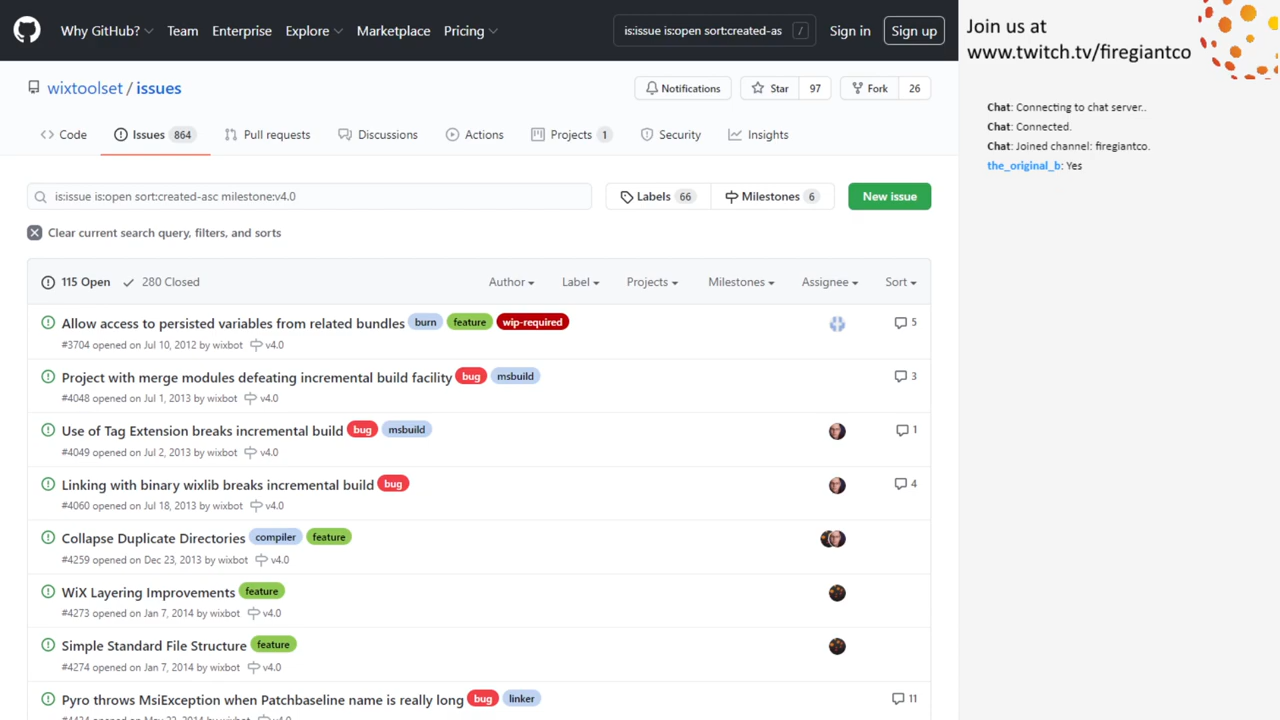 Why GitHub? Team Enterprise Explore Marketplace Pricing
is:issue is:open sort:created-as /
Sign in Sign up
wixtoolset / issues
Notifications Star 97 Fork 26
Code Issues 864 Pull requests Discussions Actions Projects 1 Security Insights
is:issue is:open sort:created-asc milestone:v4.0
Labels 66 Milestones 6 New issue
Clear current search query, filters, and sorts
115 Open 280 Closed Author Label Projects Milestones Assignee Sort
Allow access to persisted variables from related bundles burn feature wip-required 5
#3704 opened on Jul 10, 2012 by wixbot v4.0
Project with merge modules defeating incremental build facility bug msbuild 3
#4048 opened on Jul 1, 2013 by wixbot v4.0
Use of Tag Extension breaks incremental build bug msbuild 1
#4049 opened on Jul 2, 2013 by wixbot v4.0
Linking with binary wixlib breaks incremental build bug 4
#4060 opened on Jul 18, 2013 by wixbot v4.0
Collapse Duplicate Directories compiler feature
#4259 opened on Dec 23, 2013 by wixbot v4.0
WiX Layering Improvements feature
#4273 opened on Jan 7, 2014 by wixbot v4.0
Simple Standard File Structure feature
#4274 opened on Jan 7, 2014 by wixbot v4.0
Pyro throws MsiException when Patchbaseline name is really long bug linker 11
Join us at
www.twitch.tv/firegiantco
Chat: Connecting to chat server..
Chat: Connected.
Chat: Joined channel: firegiantco.
the_original_b: Yes